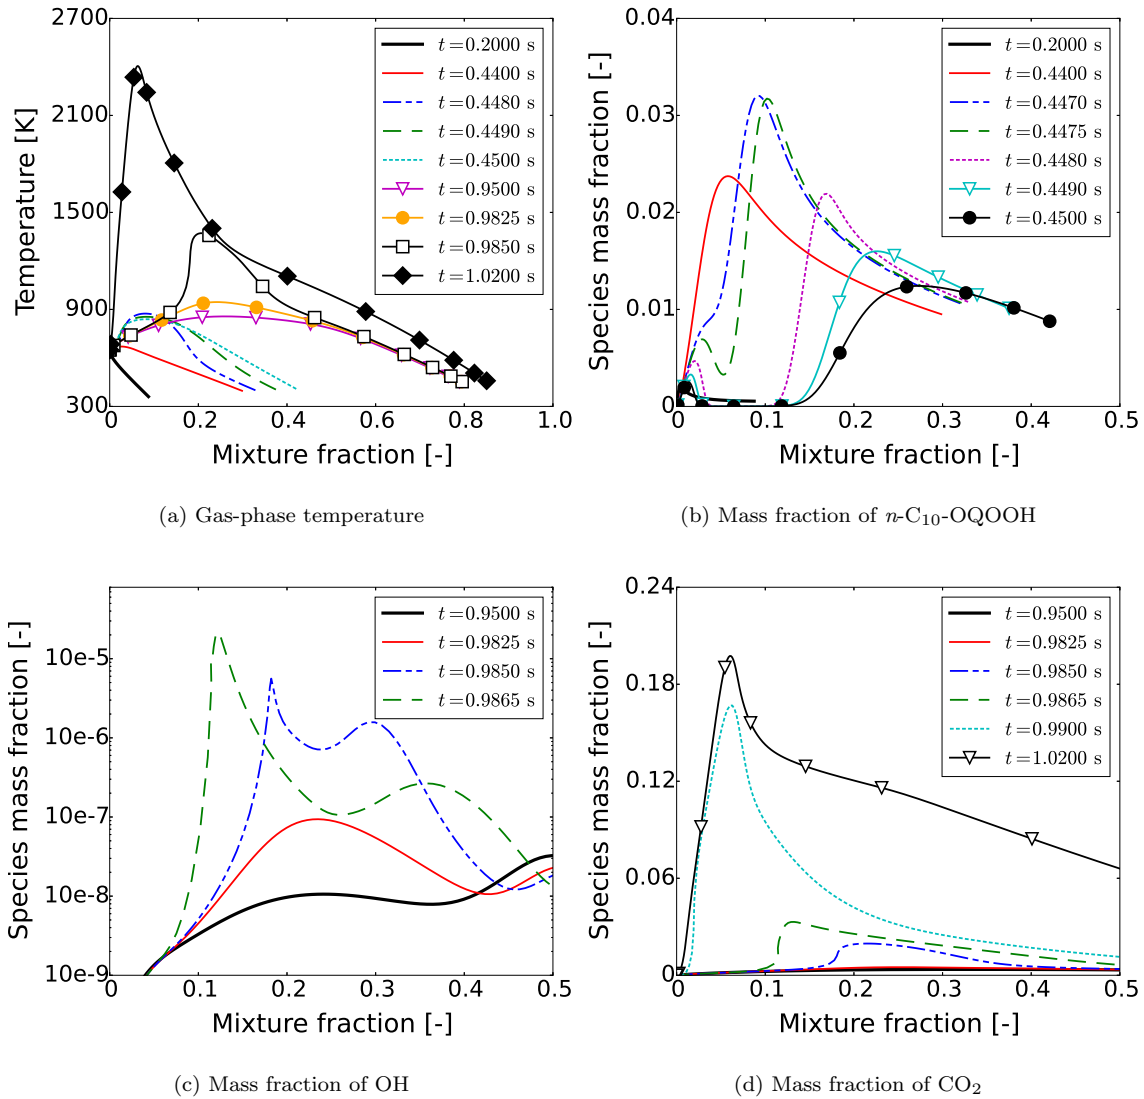 2700
2100
1500
900
300
0
0.2
0.4
0.6
0.8
1.0
Temperature [K]
Mixture fraction [-]
t=0.2000 s
t=0.4400 s
t=0.4480 s
t=0.4490 s
t=0.4500 s
t=0.9500 s
t=0.9825 s
t=0.9850 s
t=1.0200 s
(a) Gas-phase temperature
0.04
0.03
0.02
0.01
0
0
0.1
0.2
0.3
0.4
0.5
Species mass fraction [-]
Mixture fraction [-]
t=0.2000 s
t=0.4400 s
t=0.4470 s
t=0.4475 s
t=0.4480 s
t=0.4490 s
t=0.4500 s
(b) Mass fraction of n-C10-OQOOH
10e-5
10e-6
10e-7
10e-8
10e-9
0
0.1
0.2
0.3
0.4
0.5
Species mass fraction [-]
Mixture fraction [-]
t=0.9500 s
t=0.9825 s
t=0.9850 s
t=0.9865 s
(c) Mass fraction of OH
0.24
0.18
0.12
0.06
0
0
0.1
0.2
0.3
0.4
0.5
Species mass fraction [-]
Mixture fraction [-]
t=0.9500 s
t=0.9825 s
t=0.9850 s
t=0.9865 s
t=0.9900 s
t=1.0200 s
(d) Mass fraction of CO2